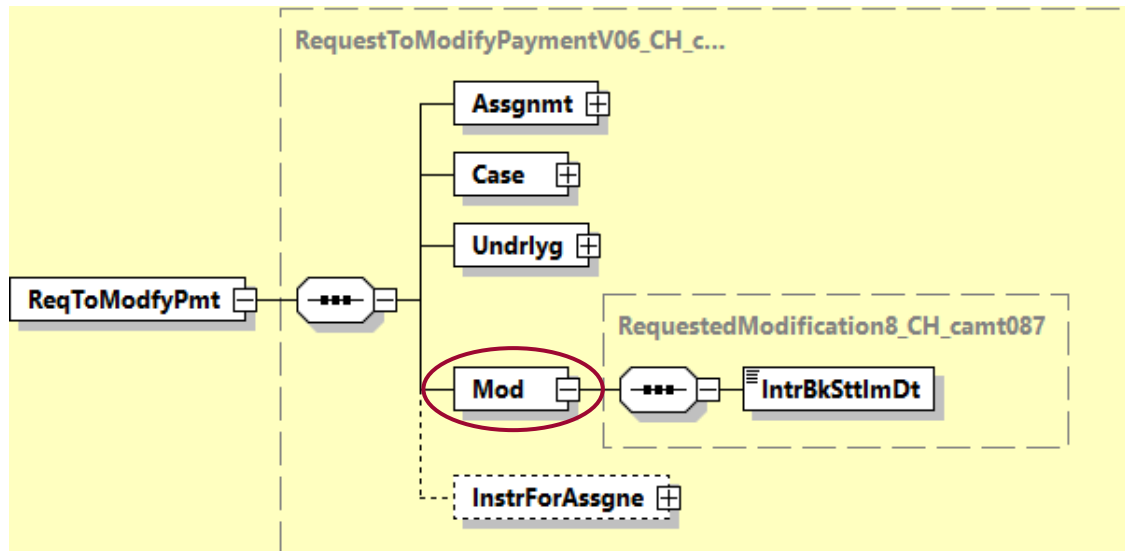 RequestToModifyPaymentV06_CH_c...
Assgnmt
Case
Undrlyg
ReqToModfyPmt
RequestedModification8_CH_camt087
Mod
IntrBkSttlmDt
InstrForAssgne